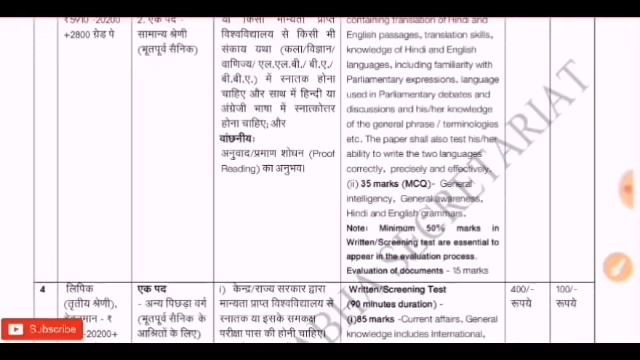 ₹5910 -20200
+2800 ग्रेड पे
2. एक पद -
सामान्य श्रेणी
(भूतपूर्व सैनिक)
या किसी मान्यता प्राप्त
विश्वविद्यालय से किसी भी
संकाय यथा (कला/विज्ञान/
वाणिज्य/ एल.एल.बी./ बी.ए./
बी.बी.ए.) में स्नातक होना
चाहिए और साथ में हिन्दी या
अंग्रेजी भाषा में स्नात्कोत्तर
होना चाहिए; और
वांछनीयः
अनुवाद/प्रमाण शोधन (Proof
Reading) का अनुभव।
containing translation of Hindi and
English passages, translation skills,
knowledge of Hindi and English
languages, including familiarity with
Parliamentary expressions, language
used in Parliamentary debates and
discussions and his/her knowledge
of the general phrase / terminologies
etc. The paper shall also test his/her
ability to write the two languages
correctly, precisely and effectively.
(ii) 35 marks (MCQ)- General
intelligency, General awareness,
Hindi and English grammars.
Note: Minimum 50% marks in
Written/Screening test are essential to
appear in the evaluation process.
Evaluation of documents - 15 marks
4
लिपिक
(तृतीय श्रेणी),
-20200+
एक पद
- अन्य पिछड़ा वर्ग
(भूतपूर्व सैनिक के
आश्रितों के लिए)
i) केन्द्र/राज्य सरकार द्वारा
मान्यता प्राप्त विश्वविद्यालय से
स्नातक या इसके समकक्ष
परीक्षा पास की होनी चाहिए।
Written/Screening Test
(90 minutes duration) -
(i)85 marks -Current affairs, General
knowledge includes International,
400/-
रूपये
100/-
रूपये
Subscribe
ABHA SECRETARIAT